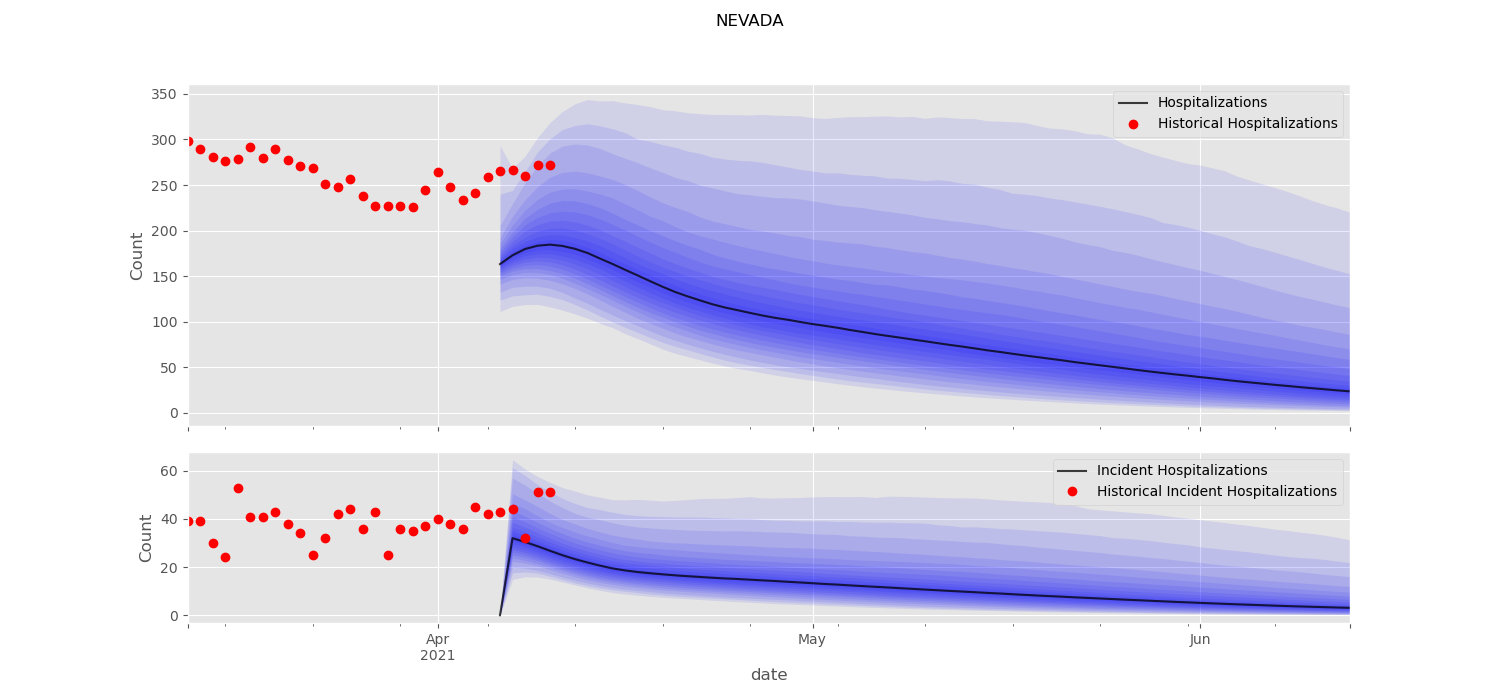 NEVADA
350
300
250
200
150
100
50
0
Count
Hospitalizations
Historical Hospitalizations
60
40
20
0
Count
Incident Hospitalizations
Historical Incident Hospitalizations
Apr
2021
May
Jun
date